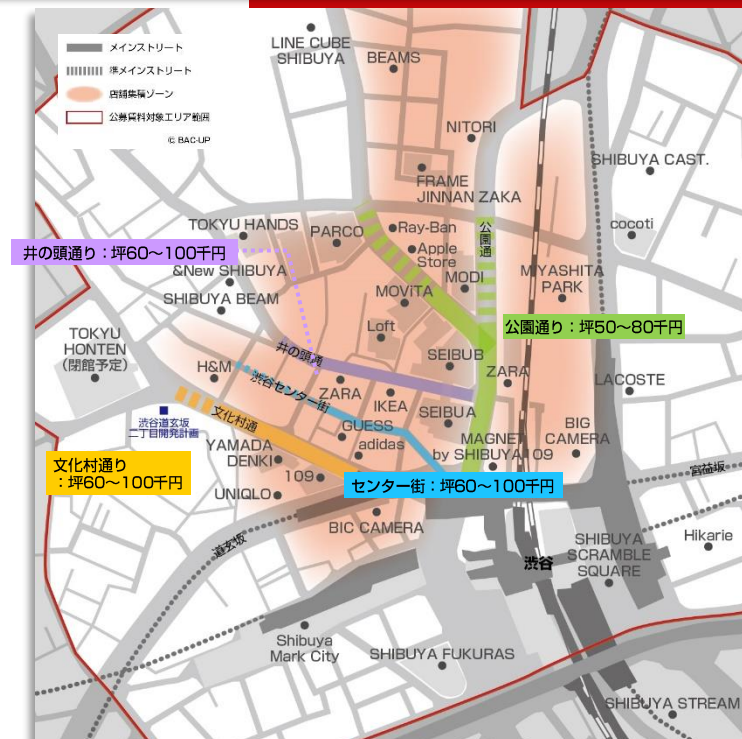 メインストリート
準メインストリート
店舗集積ゾーン
公募賃料対象エリア範囲
© BAC-UP
LINE CUBE
SHIBUYA
BEAMS
NITORI
FRAME
JINNAN ZAKA
SHIBUYA CAST.
TOKYU HANDS
PARCO
Ray-Ban
Apple
Store
公園通
cocoti
井の頭通り：坪60～100千円
&New SHIBUYA
MODI
MIYASHITA
PARK
SHIBUYA BEAM
MOVITA
公園通り：坪50～80千円
TOKYO
HONTEN
(閉館予定)
Loft
H&M
井の頭通
SEIBUB
ZARA
LACOSTE
渋谷センター街
ZARA
IKEA
SEIBUA
渋谷道玄坂
二丁目開発計画
文化村通
GUESS
adidas
MAGNET
by SHIBUYA109
BIG
CAMERA
YAMADA
DENKI
文化村通り
：坪60～100千円
109
センター街：坪60～100千円
宮益坂
UNIQLO
BIC CAMERA
道玄坂
渋谷
SHIBUYA
SCRAMBLE
SQUARE
Hikarie
Shibuya
Mark City
SHIBUYA FUKURAS
SHIBUYA STREAM